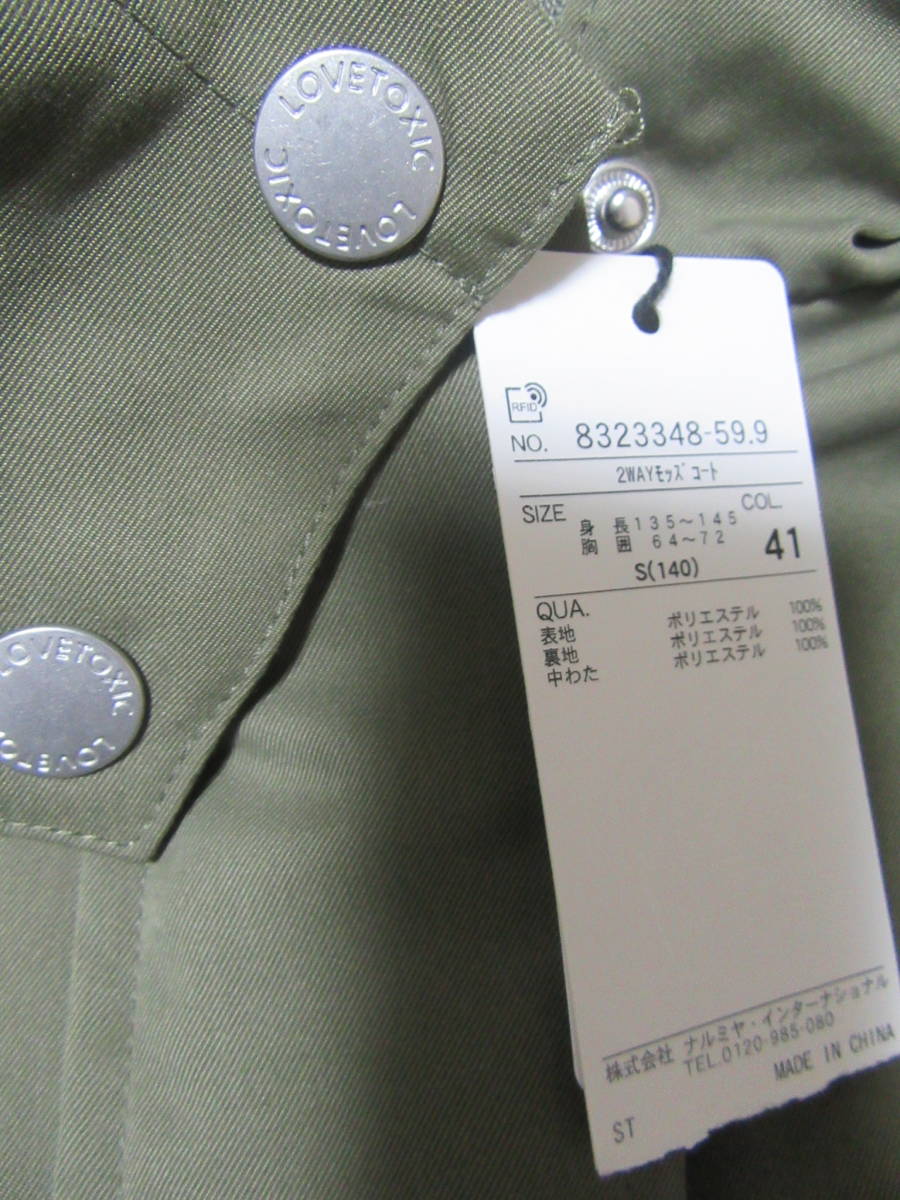 LOVETOXIC LOVETOXIC
LOVETOXIC LOVETOXIC
RFID
NO. 8323348-59.9
2WAYモッズコート
SIZE COL.
身長135～145
胸囲 64～72
S(140) 41
QUA.
表地 ポリエステル 100%
裏地 ポリエステル 100%
中わた ポリエステル 100%
株式会社 ナルミヤ・インターナショナル
TEL.0120-985-080
MADE IN CHINA
ST